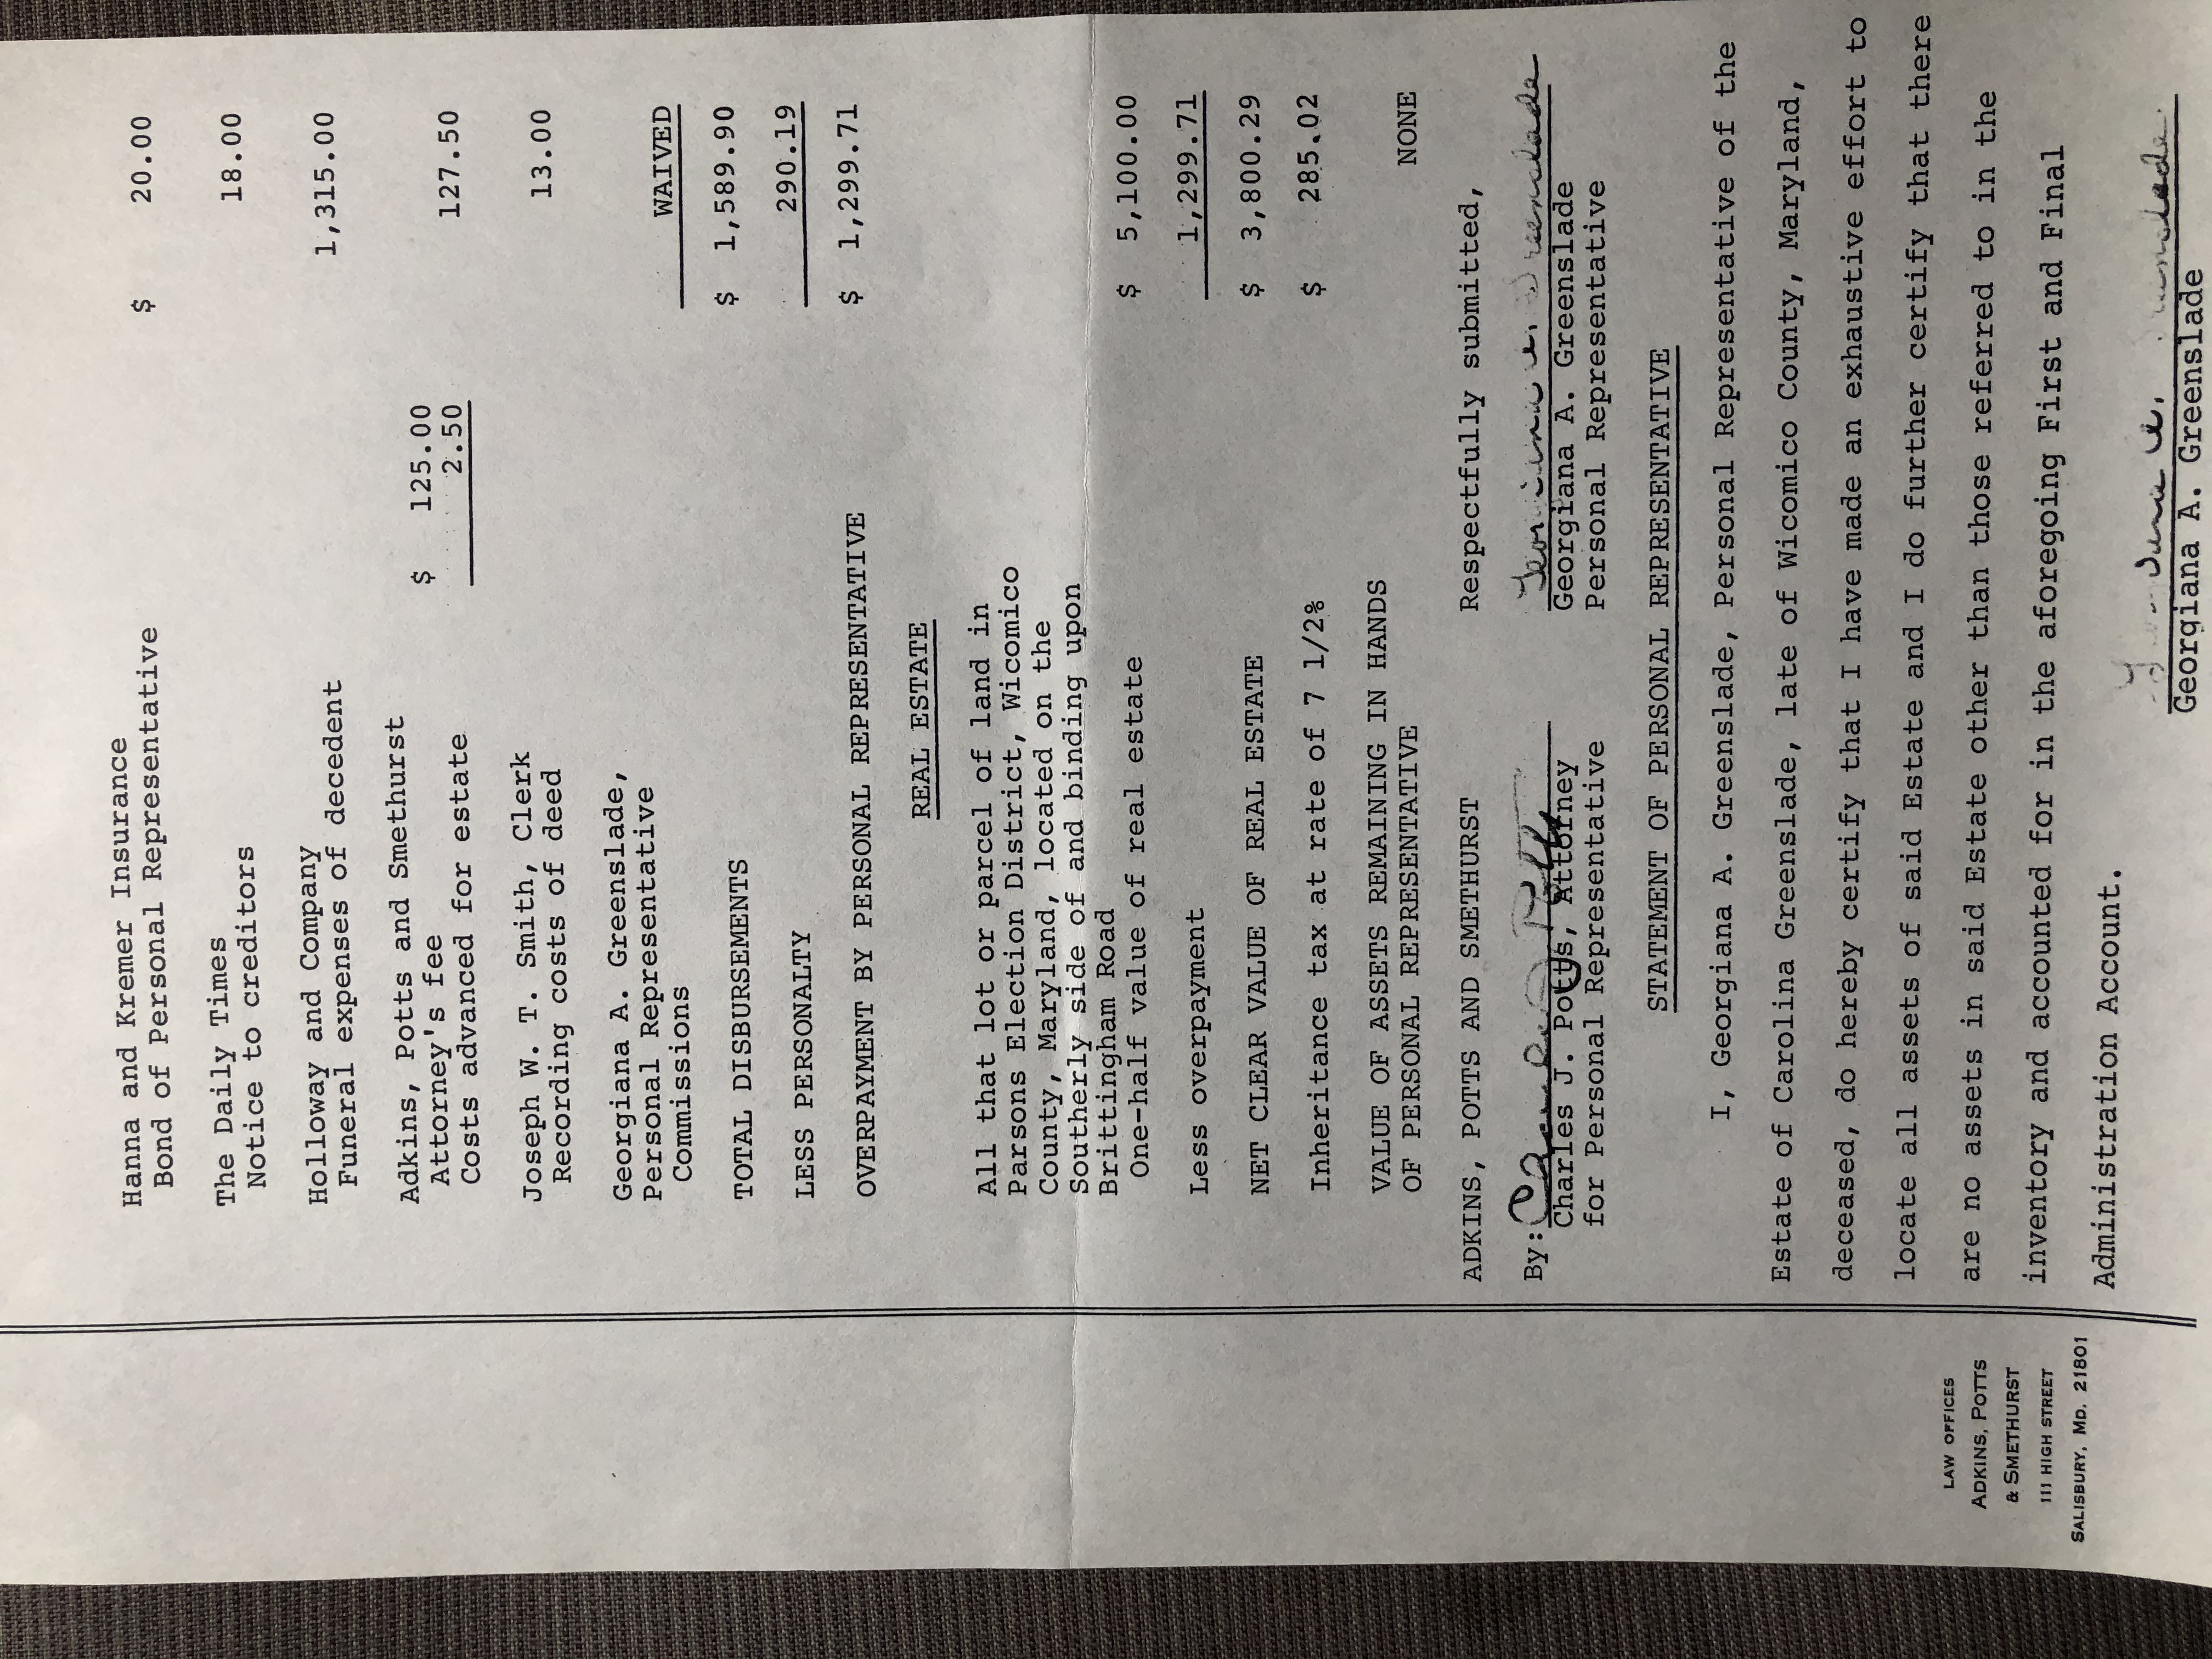 Hanna and Kremer Insurance
Bond of Personal Representative $ 20.00
The Daily Times
Notice to creditors 18.00
Holloway and Company
Funeral expenses of decedent 1,315.00
Adkins, Potts and Smethurst
Attorney's fee $ 125.00
Costs advanced for estate 2.50 127.50
Joseph W. T. Smith, Clerk
Recording costs of deed 13.00
Georgiana A. Greenslade,
Personal Representative
Commissions WAIVED
TOTAL DISBURSEMENTS $ 1,589.90
LESS PERSONALTY 290.19
OVERPAYMENT BY PERSONAL REPRESENTATIVE $ 1,299.71
REAL ESTATE
All that lot or parcel of land in
Parsons Election District, Wicomico
County, Maryland, located on the
Southerly side of and binding upon
Brittingham Road
One-half value of real estate $ 5,100.00
Less overpayment 1,299.71
NET CLEAR VALUE OF REAL ESTATE $ 3,800.29
Inheritance tax at rate of 7 1/2% $ 285.02
VALUE OF ASSETS REMAINING IN HANDS
OF PERSONAL REPRESENTATIVE NONE
ADKINS, POTTS AND SMETHURST Respectfully submitted,
By: Charles J Potts Georgiana A. Greenslade
Charles J. Potts, Attorney Georgiana A. Greenslade
for Personal Representative Personal Representative
STATEMENT OF PERSONAL REPRESENTATIVE
I, Georgiana A. Greenslade, Personal Representative of the
Estate of Carolina Greenslade, late of Wicomico County, Maryland,
deceased, do hereby certify that I have made an exhaustive effort to
locate all assets of said Estate and I do further certify that there
are no assets in said Estate other than those referred to in the
inventory and accounted for in the aforegoing First and Final
Administration Account.
Georgiana A. Greenslade
Georgiana A. Greenslade
LAW OFFICES
ADKINS, POTTS
& SMETHURST
111 HIGH STREET
SALISBURY, MD. 21801